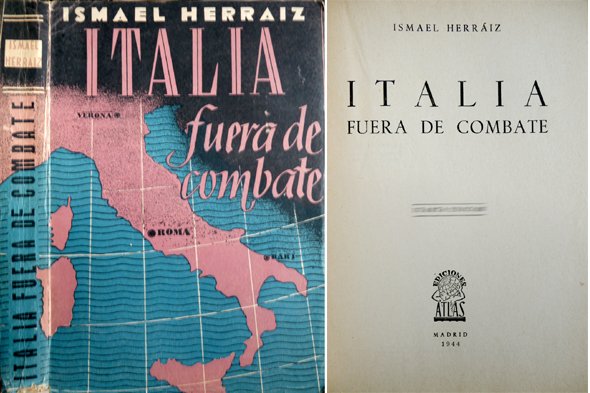 ISMAEL HERRAIZ
ITALIA
fuera de
combate
VERONA
ROMA
BARI
ISMAEL
HERRAIZ
ITALIA FUERA DE COMBATE
ISMAEL HERRÁIZ
ITALIA
FUERA DE COMBATE
EDICIONES
ATLAS
MADRID
1944